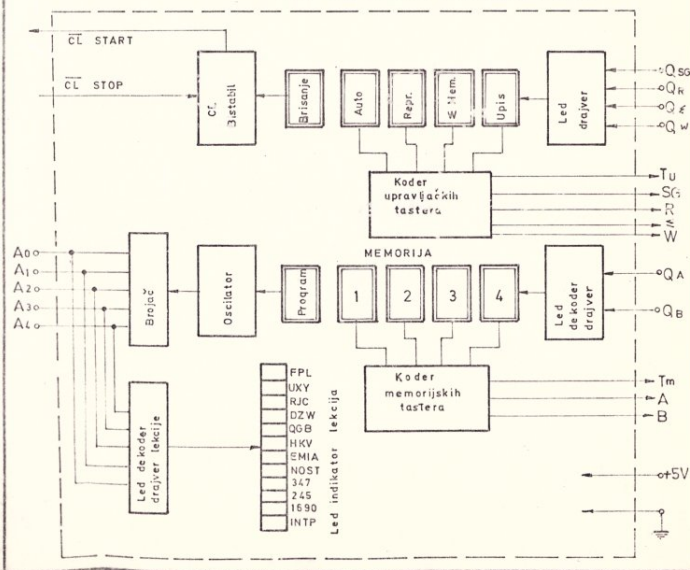 CL START
CL STOP
CL
Bistabil
Brisanje
Auto
Repr.
W Mem.
Upis
Led
drajver
QSG
QR
QW
Koder
upravljačkih
tastera
TU
SG
R
W
MEMORIJA
A0
A1
A2
A3
A4
Brojač
Oscilator
Program
1
2
3
4
Led
dekoder
drajver
QA
QB
Koder
memorijskih
tastera
Tm
A
B
Led dekoder
drajver lekcije
FPL
UXY
RJC
DZW
QGB
HKV
EMIA
NOST
347
245
1690
INTP
Led indikator lekcija
+5V